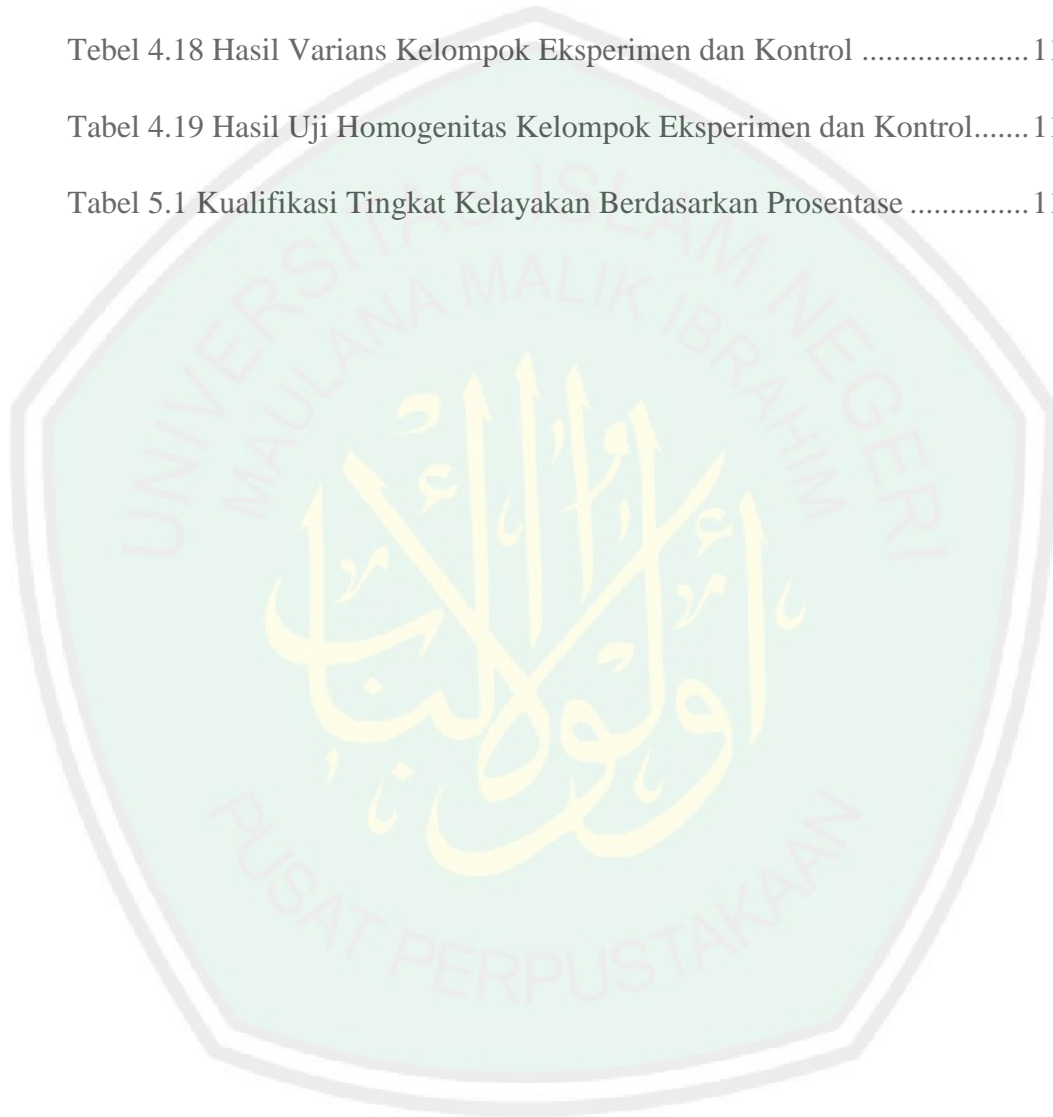 Tebel 4.18 Hasil Varians Kelompok Eksperimen dan Kontrol ..................... 11
Tabel 4.19 Hasil Uji Homogenitas Kelompok Eksperimen dan Kontrol....... 11
Tabel 5.1 Kualifikasi Tingkat Kelayakan Berdasarkan Prosentase ............... 11
UNIVERSITAS ISLAM NEGERI
MAULANA MALIK IBRAHIM
أولوا الألباب
PUSAT PERPUSTAKAAN